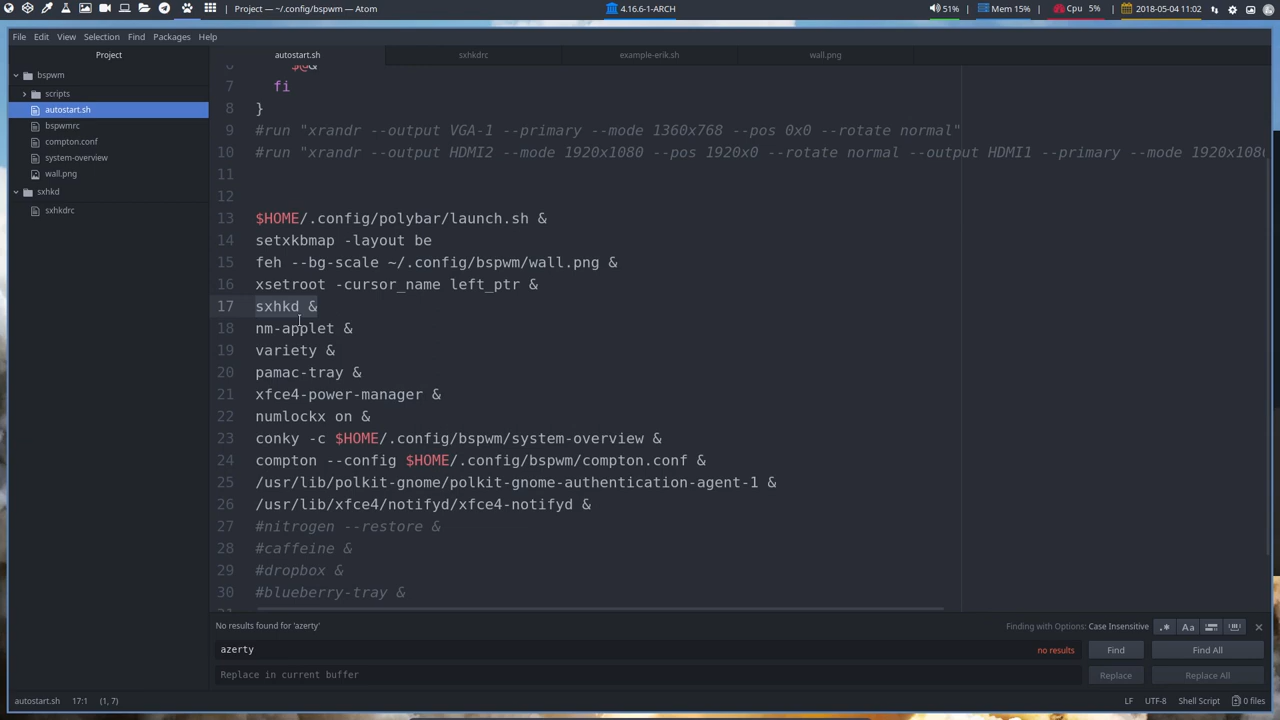 Project — ~/.config/bspwm — Atom
4.16.6-1-ARCH
51%
Mem 15%
Cpu 5%
2018-05-04 11:02
File Edit View Selection Find Packages Help
Project
autostart.sh
sxhkdrc
example-erik.sh
wall.png
bspwm
scripts
autostart.sh
bspwmrc
compton.conf
system-overview
wall.png
sxhkd
sxhkdrc
6 $@&
7 fi
8 }
9 #run "xrandr --output VGA-1 --primary --mode 1360x768 --pos 0x0 --rotate normal"
10 #run "xrandr --output HDMI2 --mode 1920x1080 --pos 1920x0 --rotate normal --output HDMI1 --primary --mode 1920x1080
11
12
13 $HOME/.config/polybar/launch.sh &
14 setxkbmap -layout be
15 feh --bg-scale ~/.config/bspwm/wall.png &
16 xsetroot -cursor_name left_ptr &
17 sxhkd &
18 nm-applet &
19 variety &
20 pamac-tray &
21 xfce4-power-manager &
22 numlockx on &
23 conky -c $HOME/.config/bspwm/system-overview &
24 compton --config $HOME/.config/bspwm/compton.conf &
25 /usr/lib/polkit-gnome/polkit-gnome-authentication-agent-1 &
26 /usr/lib/xfce4/notifyd/xfce4-notifyd &
27 #nitrogen --restore &
28 #caffeine &
29 #dropbox &
30 #blueberry-tray &
No results found for 'azerty'
Finding with Options: Case Insensitive
.* Aa
azerty
no results
Find
Find All
Replace in current buffer
Replace
Replace All
autostart.sh 17:1 (1, 7)
LF UTF-8 Shell Script 0 files